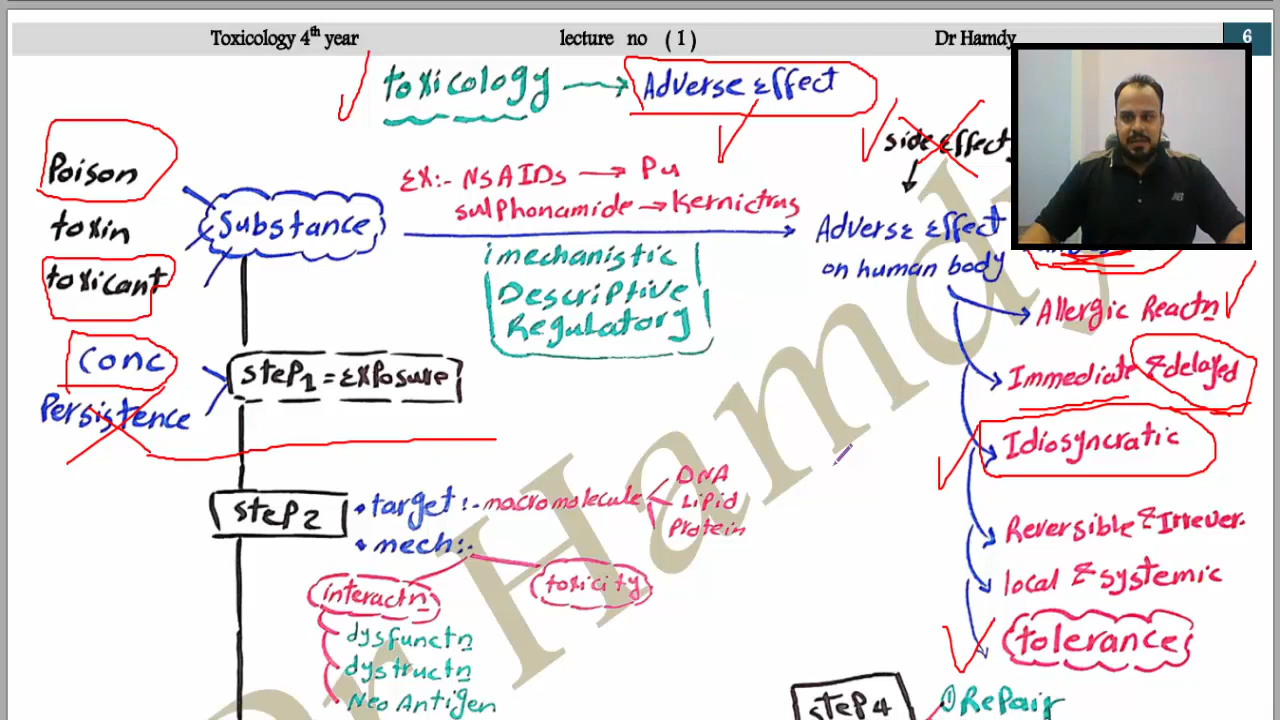 Toxicology 4th year lecture no (1) Dr Hamdy 6
toxicology → Adverse Effect
side Effect
Poison
toxin
toxicant
Substance
EX:- NSAIDs → Pu
sulphonamide → Kernictrus
mechanistic
Descriptive
Regulatory
Adverse Effect
on human body
Allergic Reactn
Immediate & delayed
Idiosyncratic
Reversible & Irrever.
local & systemic
tolerance
Conc
Persistence
step1 = Exposure
step2
• target :- macromolecule
DNA
Lipid
Protein
• mech:-
interactn
toxicity
dysfunctn
dystructn
Neo Antigen
step4
① Repair
Dr Hamdy